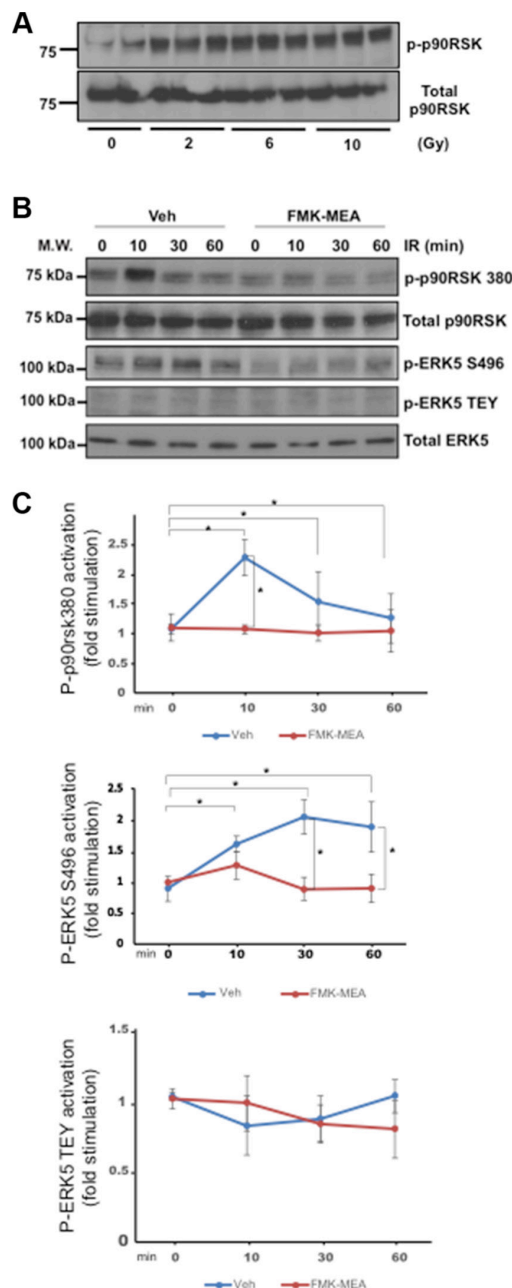 A
75
p-p90RSK
75
Total
p90RSK
0 2 6 10 (Gy)
B
Veh FMK-MEA
M.W. 0 10 30 60 0 10 30 60 IR (min)
75 kDa p-p90RSK 380
75 kDa Total p90RSK
100 kDa p-ERK5 S496
p-ERK5 TEY
100 kDa Total ERK5
C
P-p90rsk380 activation
(fold stimulation)
2.5
2
1.5
1
0.5
0
* * * *
min 0 10 30 60
Veh FMK-MEA
P-ERK5 S496 activation
(fold stimulation)
2.5
2
1.5
1
0.5
0
* * * * *
min 0 10 30 60
Veh FMK-MEA
P-ERK5 TEY activation
(fold stimulation)
1.5
1
0.5
0
min 0 10 30 60
Veh FMK-MEA